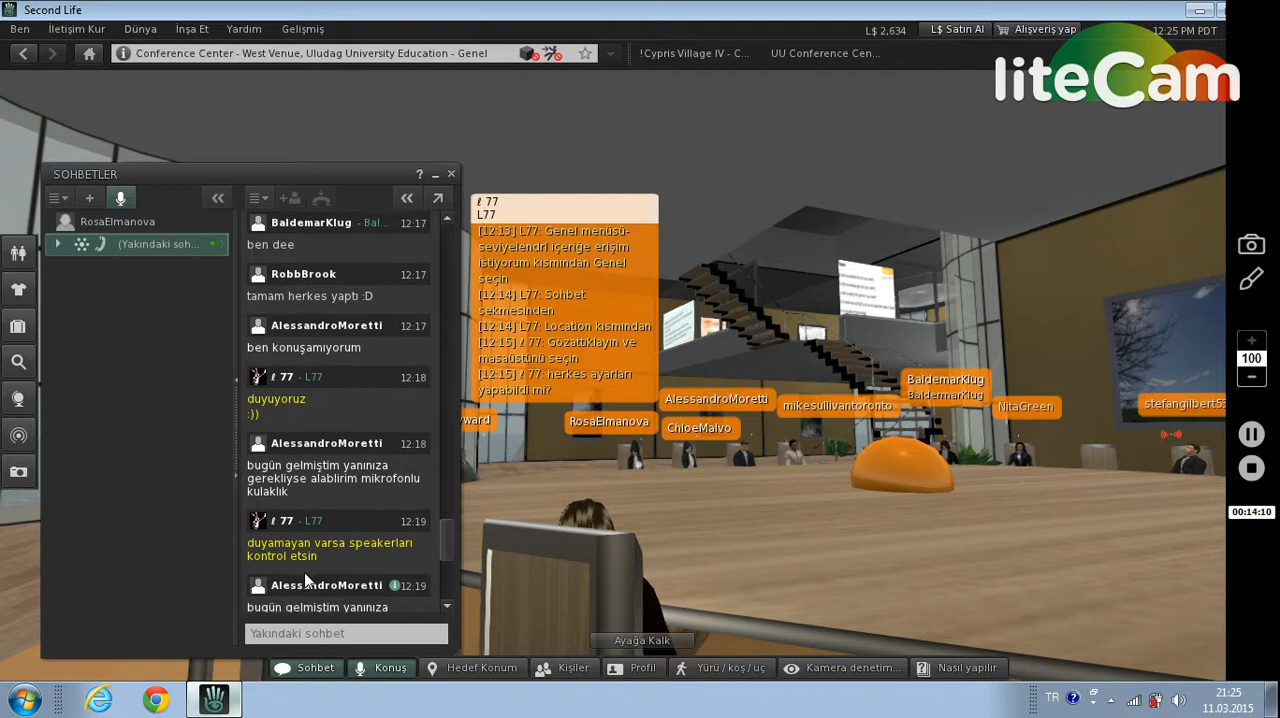 Second Life
Ben İletişim Kur Dünya İnşa Et Yardım Gelişmiş
L$ 2,634 L$ Satın Al Alışveriş yap 12:25 PM PDT
Conference Center - West Venue, Uludag University Education - Genel
!Cypris Village IV - C... UU Conference Cen...
liteCam
SOHBETLER
? _ x
RosaElmanova
(Yakındaki soh...
BaldemarKlug - Bal... 12:17
ben dee
RobbBrook 12:17
tamam herkes yaptı :D
AlessandroMoretti 12:17
ben konuşamıyorum
ℓ 77 - L77 12:18
duyuyoruz
:))
AlessandroMoretti 12:18
bugün gelmiştim yanınıza
gerekliyse alabilirim mikrofonlu
kulaklık
ℓ 77 - L77 12:19
duyamayan varsa speakerları
kontrol etsin
AlessandroMoretti 12:19
bugün gelmiştim yanınıza
Yakındaki sohbet
ℓ 77
L77
[12:13] L77: Genel menüsü-
seviyelendrl içeriğe erişim
istiyorum kısmından Genel
seçin
[12:14] L77: Sohbet
sekmesinden
[12:14] L77: Location kısmından
[12:15] ℓ 77: Gözattıklayın ve
masaüstünü seçin
[12:15] ℓ 77: herkes ayarları
yapabildi mi?
ward
RosaElmanova
AlessandroMoretti
ChloeMalvo
mikesullivantoronto
BaldemarKlug
BaldermarKlug
NitaGreen
stefangilbert53
100
00:14:10
Ayağa Kalk
Sohbet Konuş Hedef Konum Kişiler Profil Yürü / koş / uç Kamera denetim... Nasıl yapılır
TR
21:25
11.03.2015